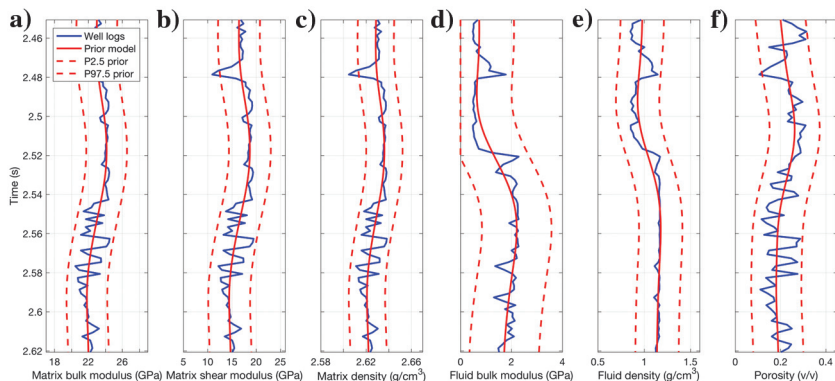 a) b) c) d) e) f)
Well logs
Prior model
P2.5 prior
P97.5 prior
Time (s)
2.46
2.48
2.5
2.52
2.54
2.56
2.58
2.6
2.62
18 22 26
5 10 15 20 25
2.58 2.62 2.66
0 2 4
0.5 1.0 1.5
0 0.2 0.4
Matrix bulk modulus (GPa)
Matrix shear modulus (GPa)
Matrix density (g/cm³)
Fluid bulk modulus (GPa)
Fluid density (g/cm³)
Porosity (v/v)